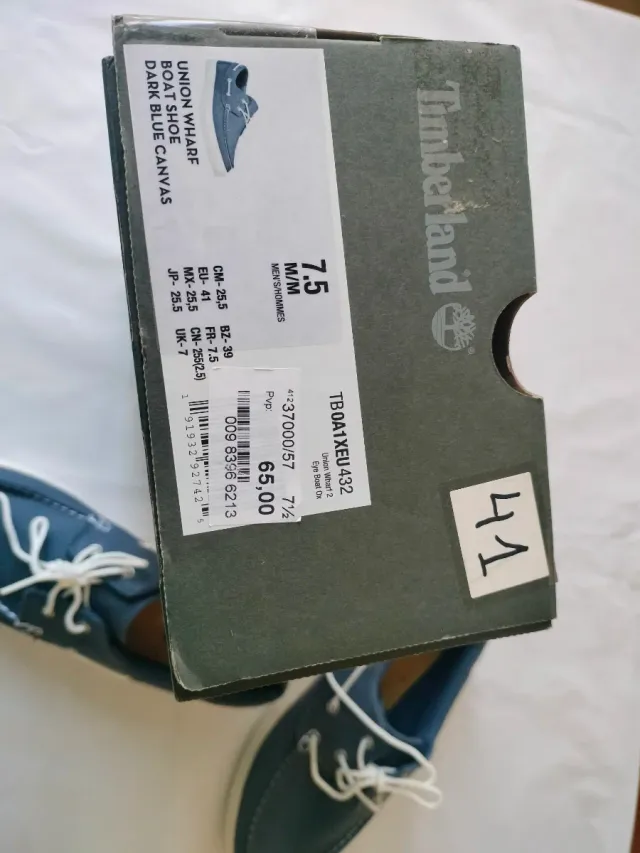 Timberland
®
UNION WHARF
BOAT SHOE
DARK BLUE CANVAS
7.5
M/M
MEN'S/HOMMES
CM- 25,5 BZ- 39
EU- 41 FR- 7.5
MX- 25,5 CN- 255(2.5)
JP- 25.5 UK- 7
TB0A1XEU432
Union Wharf 2
Eye Boat Ox
412 37000/57 7½
Pvp: 65,00
009 8396 6213
1 91932 92742 5
41